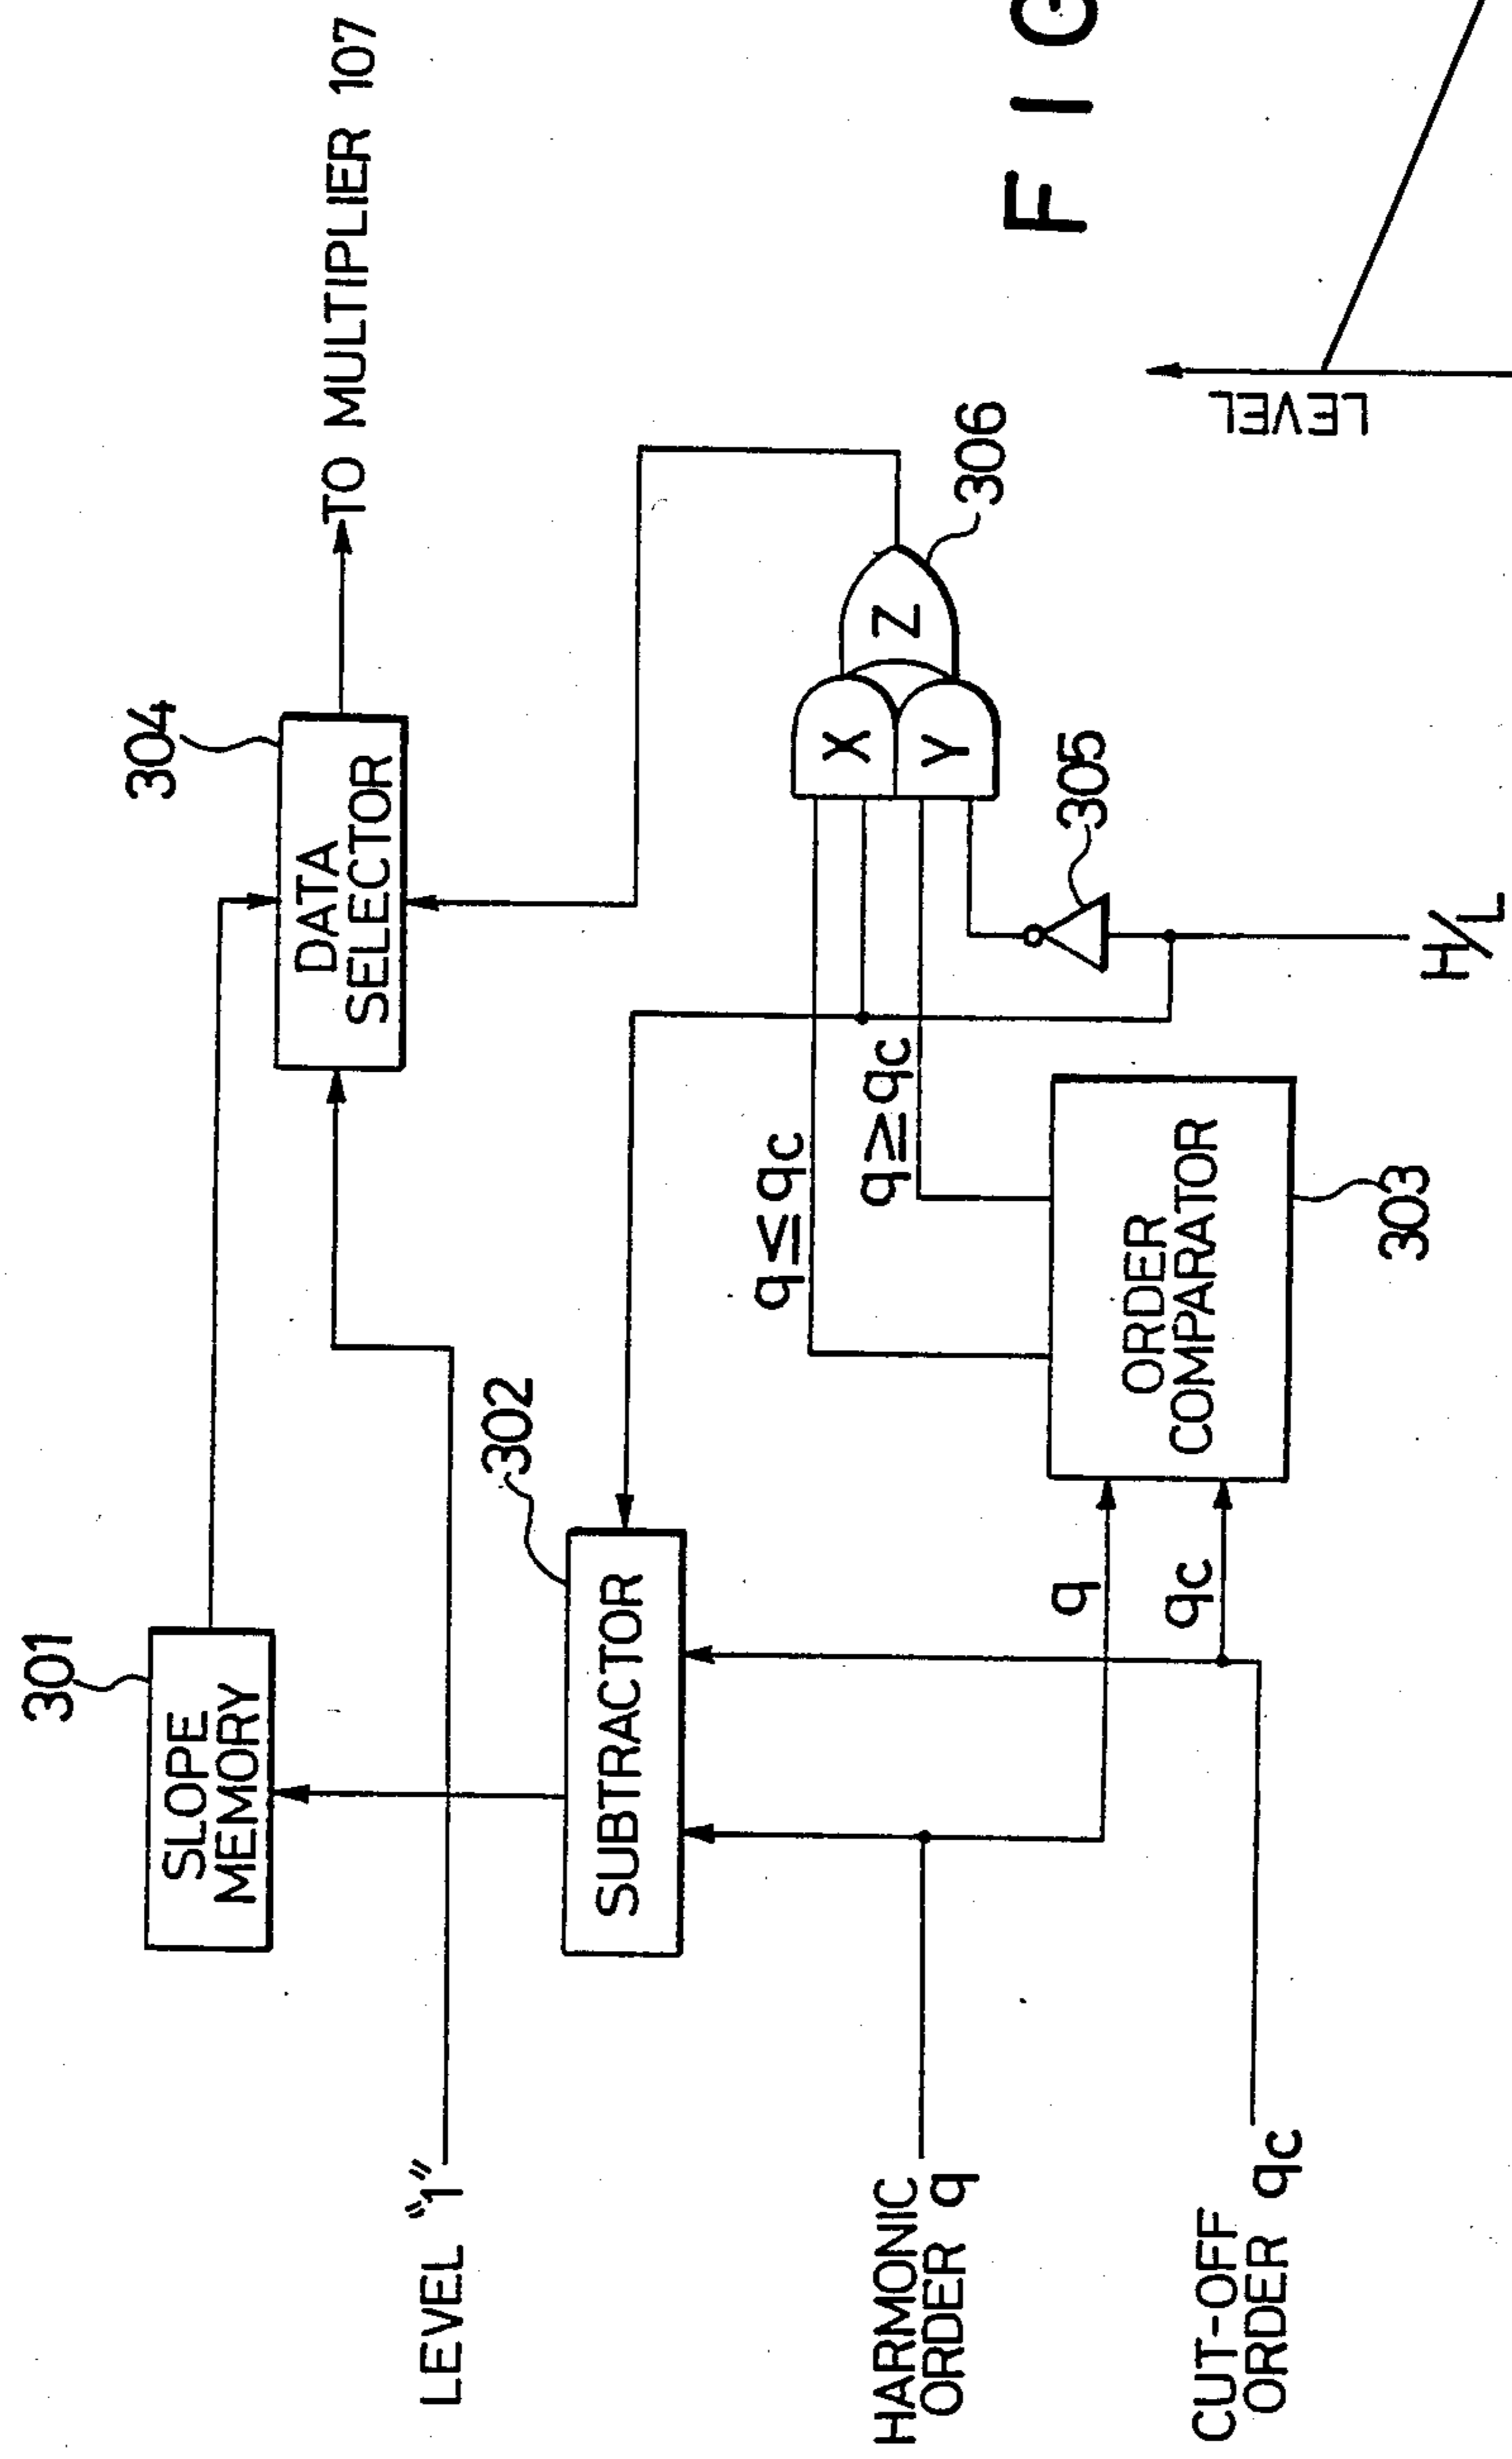 301
SLOPE
MEMORY
304
DATA
SELECTOR
TO MULTIPLIER 107
LEVEL "1"
302
SUBTRACTOR
HARMONIC
ORDER q
CUT-OFF
ORDER qc
q
qc
ORDER
COMPARATOR
303
q≤qc
q≥qc
X
Y
Z
306
305
H/L
FIG
LEVEL